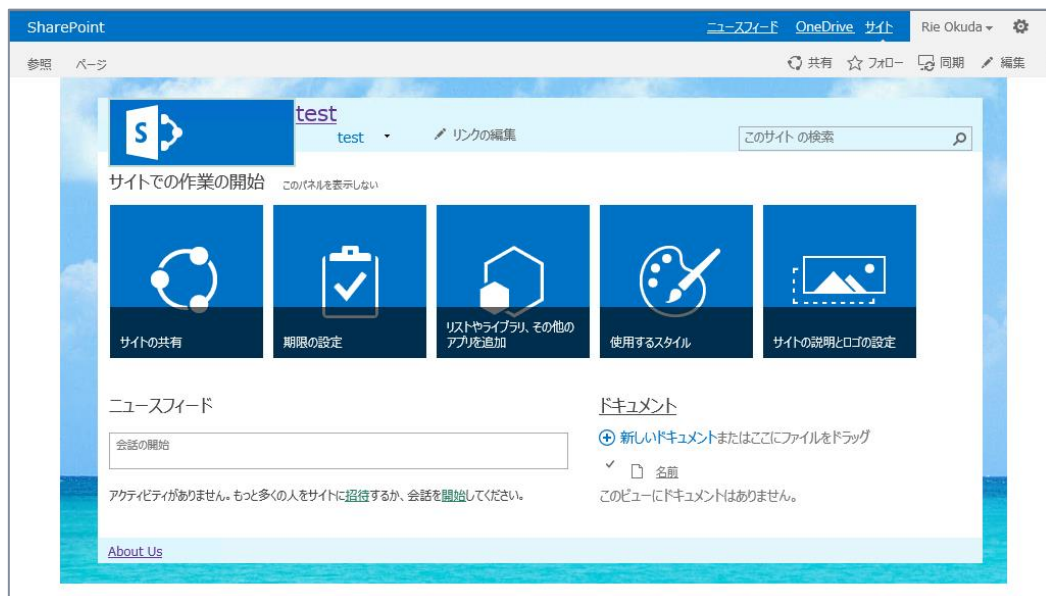 SharePoint
ニュースフィード OneDrive サイト Rie Okuda
参照 ページ
共有 フォロー 同期 編集
S
test
test リンクの編集
このサイト の検索
サイトでの作業の開始 このパネルを表示しない
サイトの共有
期限の設定
リストやライブラリ、その他の
アプリを追加
使用するスタイル
サイトの説明とロゴの設定
ニュースフィード
会話の開始
アクティビティがありません。もっと多くの人をサイトに招待するか、会話を開始してください。
ドキュメント
新しいドキュメントまたはここにファイルをドラッグ
名前
このビューにドキュメントはありません。
About Us